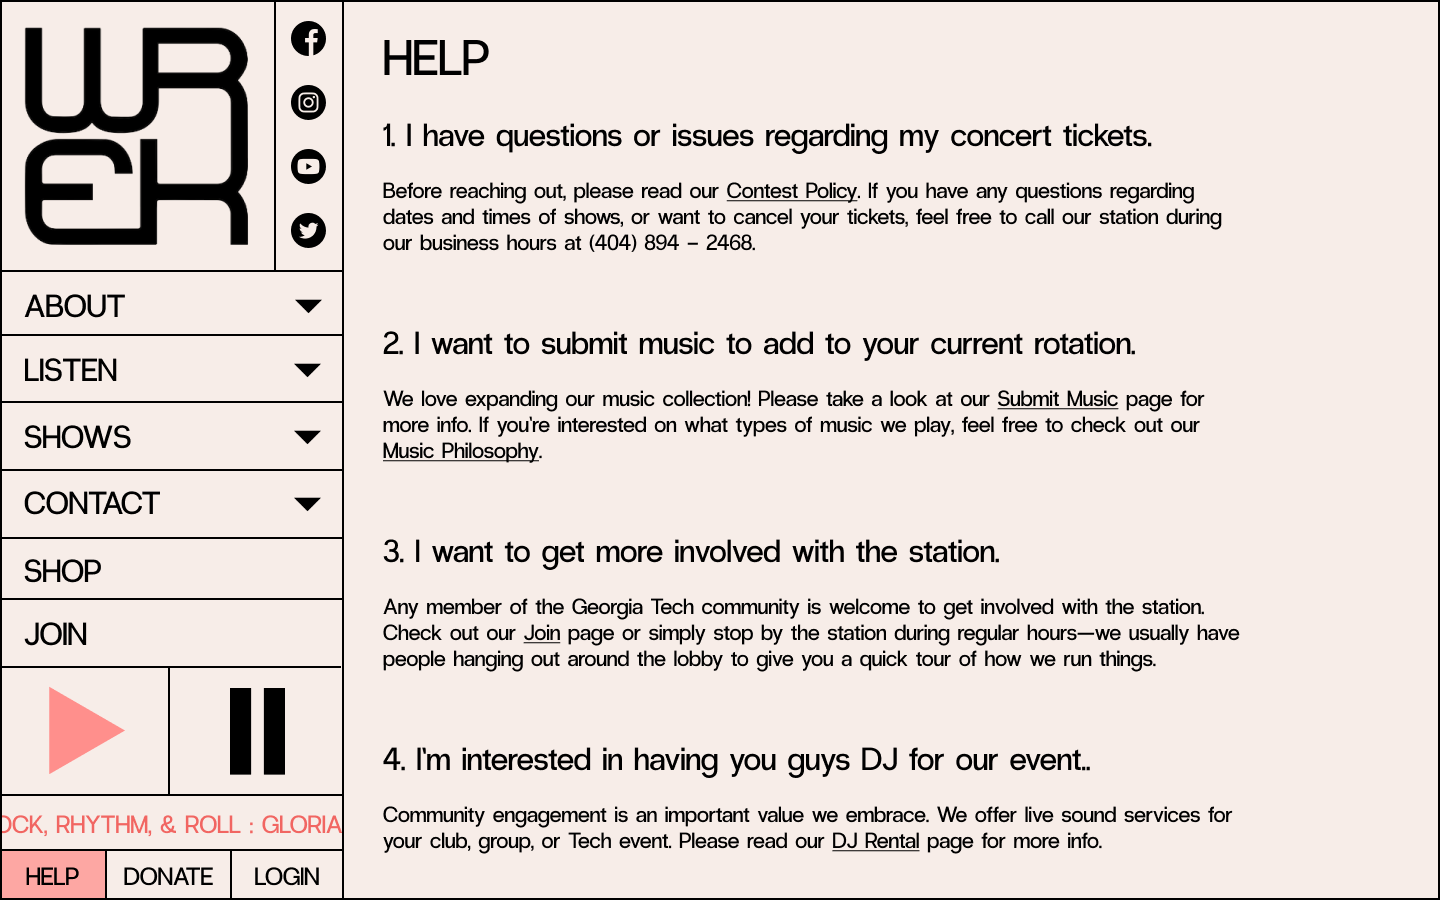 WREK
ABOUT
LISTEN
SHOWS
CONTACT
SHOP
JOIN
OCK, RHYTHM, & ROLL : GLORIA
HELP
DONATE
LOGIN
HELP
1. I have questions or issues regarding my concert tickets.
Before reaching out, please read our Contest Policy. If you have any questions regarding
dates and times of shows, or want to cancel your tickets, feel free to call our station during
our business hours at (404) 894 – 2468.
2. I want to submit music to add to your current rotation.
We love expanding our music collection! Please take a look at our Submit Music page for
more info. If you're interested on what types of music we play, feel free to check out our
Music Philosophy.
3. I want to get more involved with the station.
Any member of the Georgia Tech community is welcome to get involved with the station.
Check out our Join page or simply stop by the station during regular hours—we usually have
people hanging out around the lobby to give you a quick tour of how we run things.
4. I'm interested in having you guys DJ for our event..
Community engagement is an important value we embrace. We offer live sound services for
your club, group, or Tech event. Please read our DJ Rental page for more info.